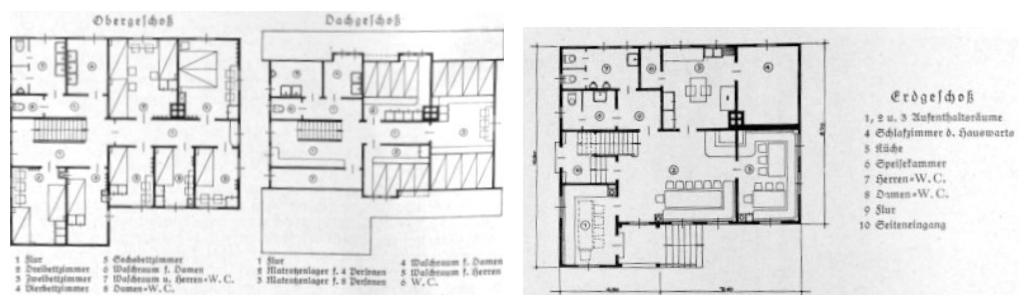 Obergeschoß
1 Flur
2 Dreibettzimmer
3 Zweibettzimmer
4 Vierbettzimmer
5 Sechsbettzimmer
6 Waschraum f. Damen
7 Waschraum u. Herren-W.C.
8 Damen-W.C.
Dachgeschoß
1 Flur
2 Matratzenlager f. 4 Personen
3 Matratzenlager f. 8 Personen
4 Waschraum f. Damen
5 Waschraum f. Herren
6 W.C.
Erdgeschoß
1, 2 u. 3 Aufenthaltsräume
4 Schlafzimmer d. Hauswarts
5 Küche
6 Speisekammer
7 Herren-W.C.
8 Damen-W.C.
9 Flur
10 Seiteneingang